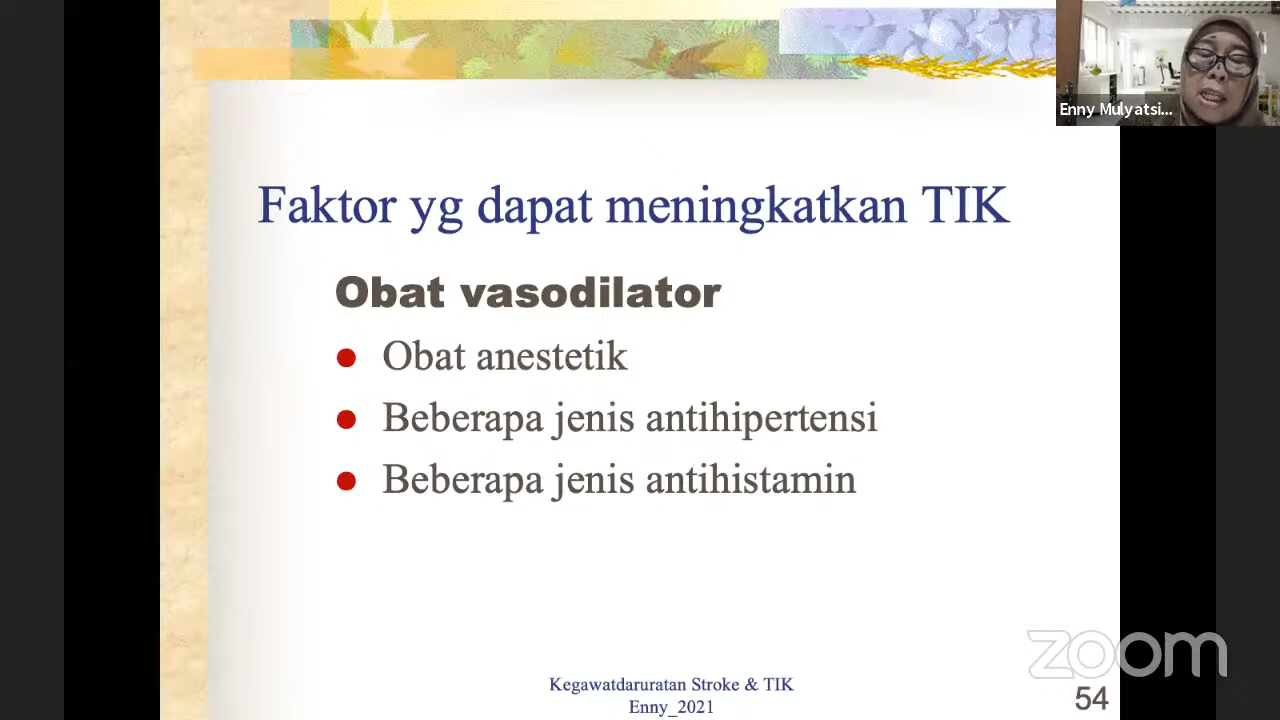 Enny Mulyatsi...
Faktor yg dapat meningkatkan TIK
Obat vasodilator
Obat anestetik
Beberapa jenis antihipertensi
Beberapa jenis antihistamin
zoom
Kegawatdaruratan Stroke & TIK
Enny_2021
54